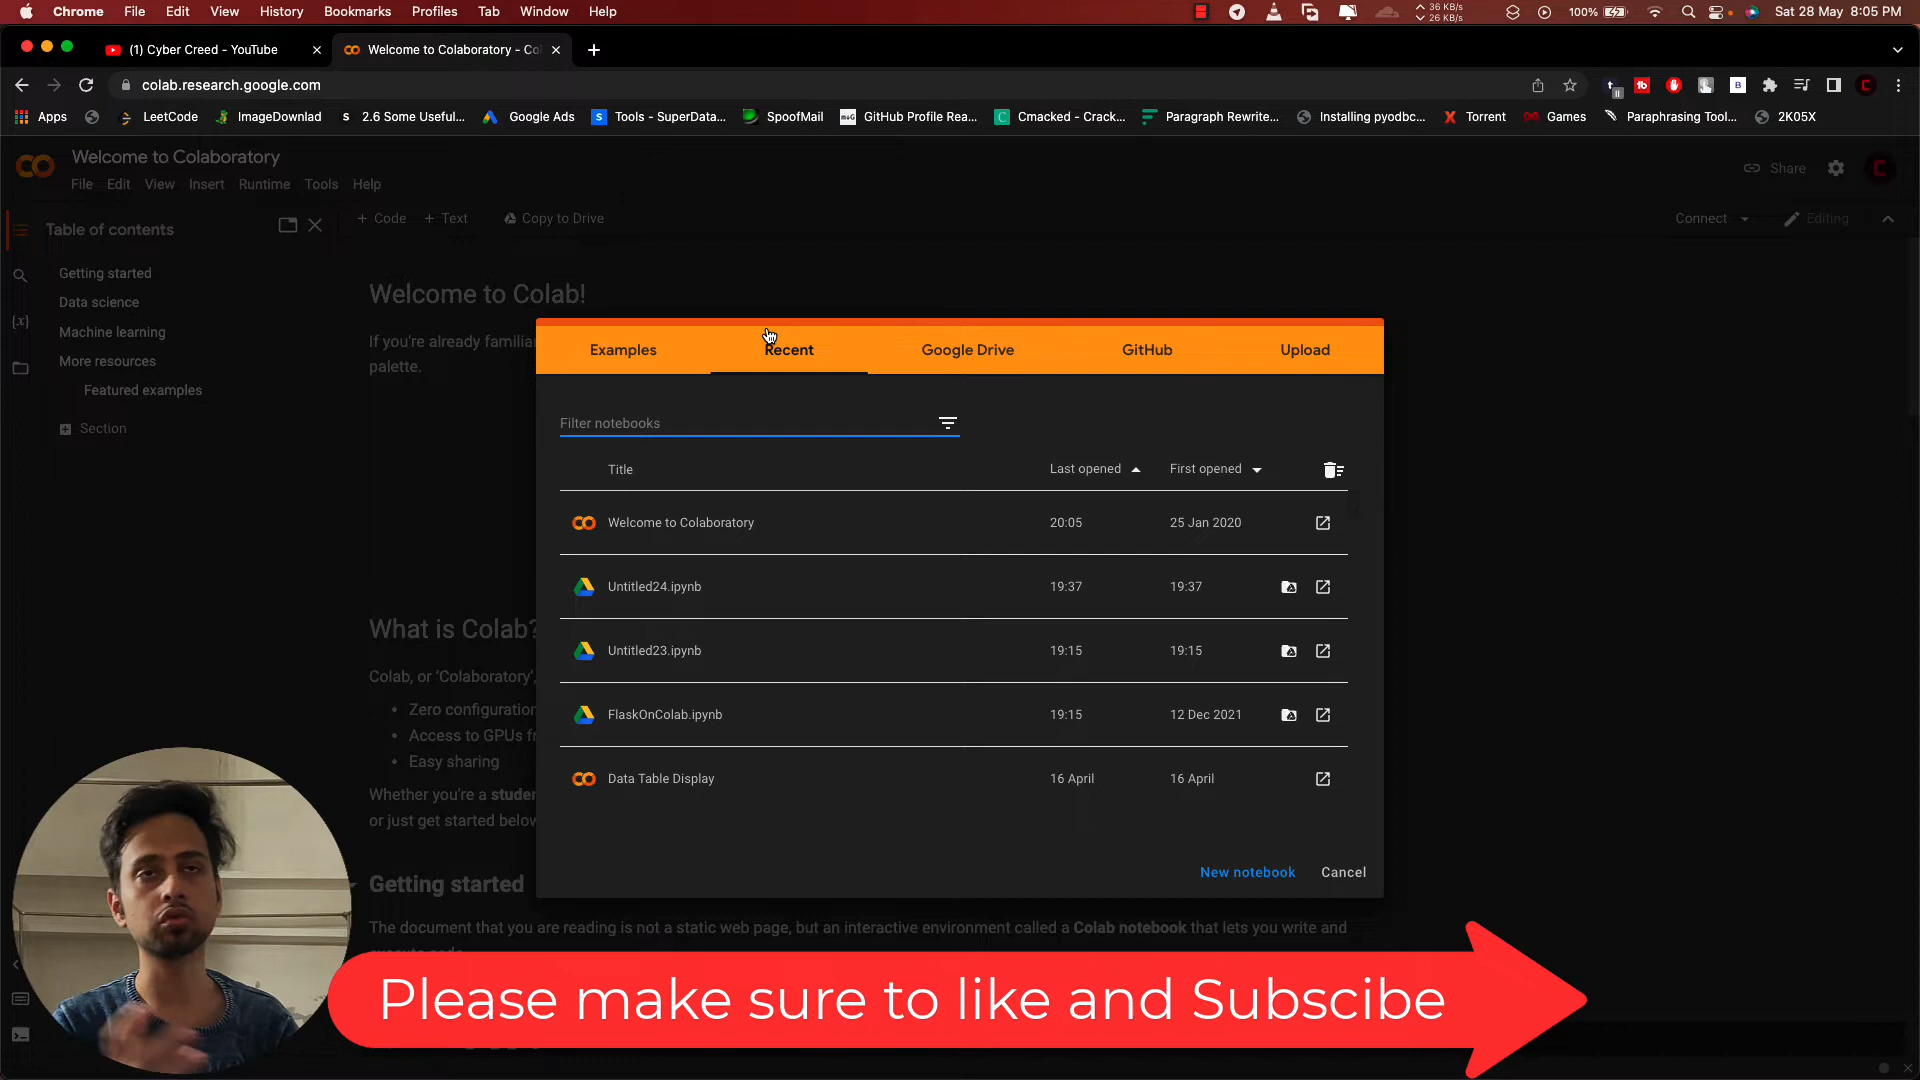 Chrome File Edit View History Bookmarks Profiles Tab Window Help
36 KB/s
26 KB/s
100% Sat 28 May 8:05 PM
(1) Cyber Creed - YouTube
Welcome to Colaboratory - Co
colab.research.google.com
Apps LeetCode ImageDownlad 2.6 Some Useful... Google Ads Tools - SuperData... SpoofMail GitHub Profile Rea... Cmacked - Crack... Paragraph Rewrite... Installing pyodbc... Torrent Games Paraphrasing Tool... 2K05X
Welcome to Colaboratory
File Edit View Insert Runtime Tools Help
Share
Table of contents
+ Code + Text Copy to Drive
Connect Editing
Getting started
Data science
Machine learning
More resources
Featured examples
Section
Welcome to Colab!
If you're already familiar
palette.
Examples Recent Google Drive GitHub Upload
Filter notebooks
Title Last opened First opened
Welcome to Colaboratory 20:05 25 Jan 2020
Untitled24.ipynb 19:37 19:37
Untitled23.ipynb 19:15 19:15
FlaskOnColab.ipynb 19:15 12 Dec 2021
Data Table Display 16 April 16 April
New notebook Cancel
What is Colab?
Colab, or 'Colaboratory',
• Zero configuration
• Access to GPUs fr
• Easy sharing
Whether you're a studen
or just get started below
Getting started
The document that you are reading is not a static web page, but an interactive environment called a Colab notebook that lets you write and
Please make sure to like and Subscibe